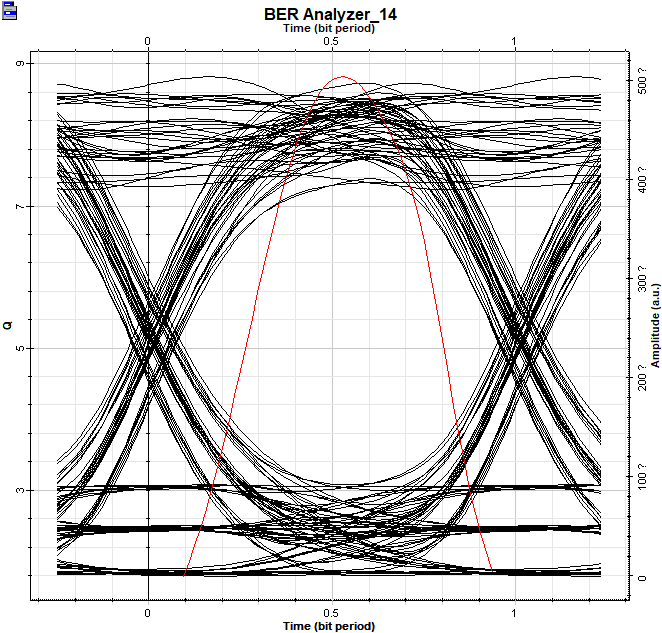 BER Analyzer_14
Time (bit period)
0 0.5 1
9
7
5
3
Q
500 ?
400 ?
300 ?
200 ?
100 ?
0
Amplitude (a.u.)
0 0.5 1
Time (bit period)